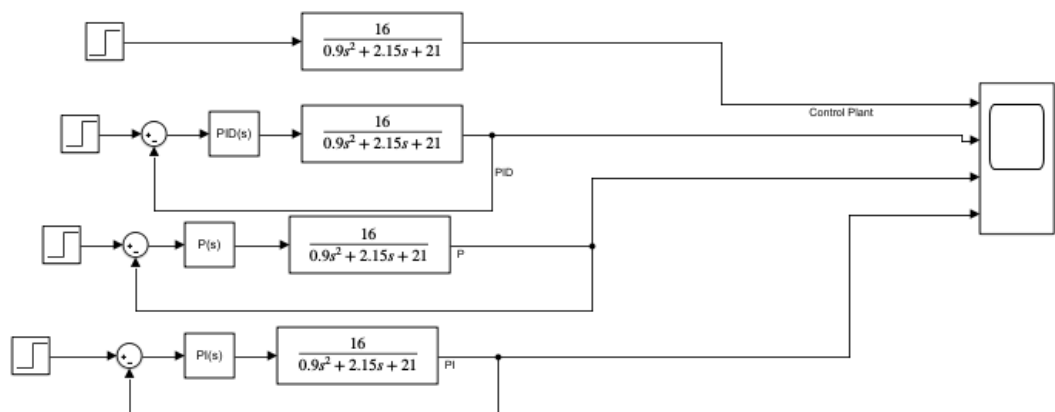 16
0.9s² + 2.15s + 21
Control Plant
+
−
PID(s)
16
0.9s² + 2.15s + 21
PID
+
−
P(s)
16
0.9s² + 2.15s + 21
P
+
−
PI(s)
16
0.9s² + 2.15s + 21
PI